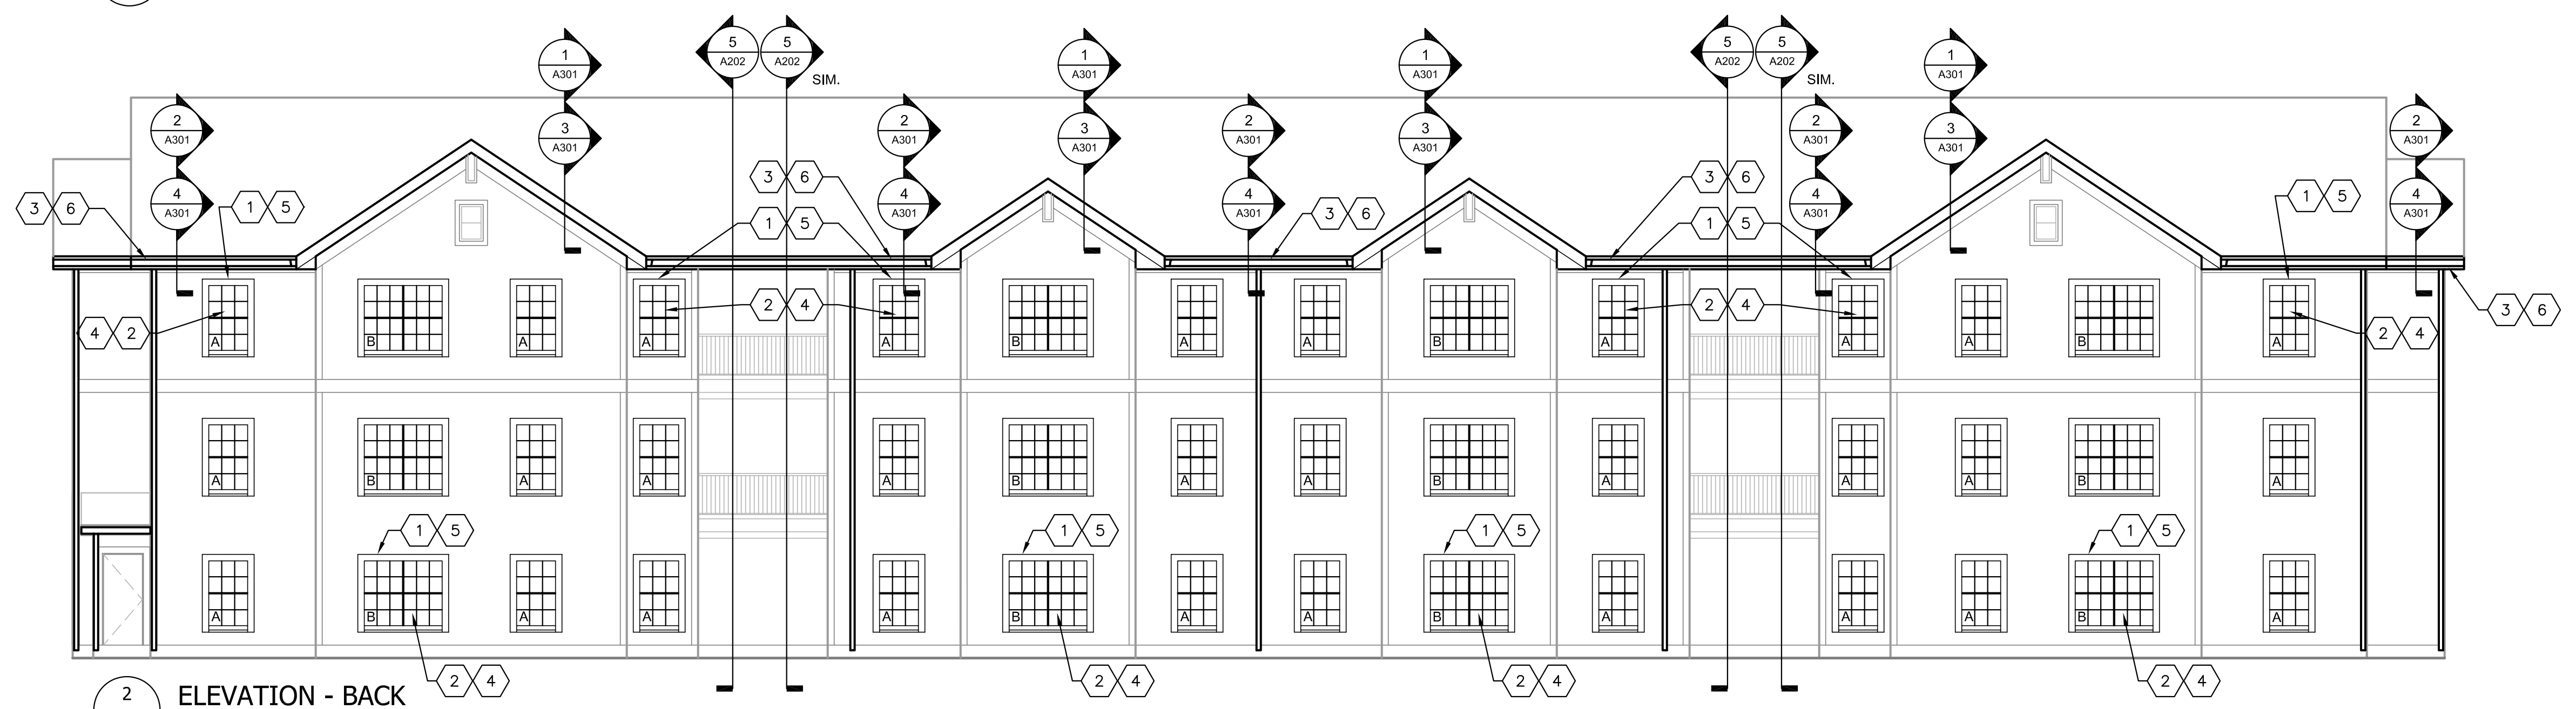 5 5
A202 A202
SIM.
5 5
A202 A202
SIM.
1 1 1 1
A301 A301 A301 A301
2 3 2 3 2 3 2 3 2
A301 A301 A301 A301 A301 A301 A301 A301 A301
3 6 3 6
4 4 4 4 4
A301 A301 A301 A301 A301
3 6 1 5 1 5 3 6 1 5 1 5
2 4 2 4 3 6
4 2 2 4
A B A A A B A A B A A A B A
A B A A A B A A B A A A B A
1 5 1 5 1 5 1 5
A B A A A B A A B A A A B A
2 4 2 4 2 4 2 4
2 ELEVATION - BACK